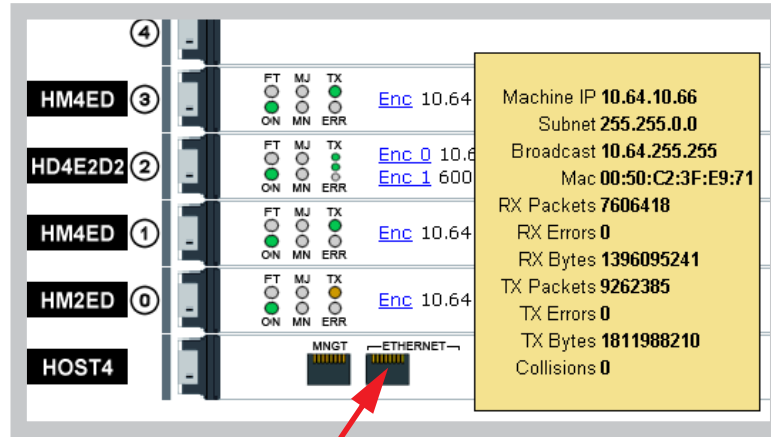 4
FT MJ TX
HM4ED 3 Enc 10.64
ON MN ERR
FT MJ TX
HD4E2D2 2 Enc 0 10.6
Enc 1 600
ON MN ERR
FT MJ TX
HM4ED 1 Enc 10.64
ON MN ERR
FT MJ TX
HM2ED 0 Enc 10.64
ON MN ERR
MNGT ETHERNET
HOST4
Machine IP 10.64.10.66
Subnet 255.255.0.0
Broadcast 10.64.255.255
Mac 00:50:C2:3F:E9:71
RX Packets 7606418
RX Errors 0
RX Bytes 1396095241
TX Packets 9262385
TX Errors 0
TX Bytes 1811988210
Collisions 0